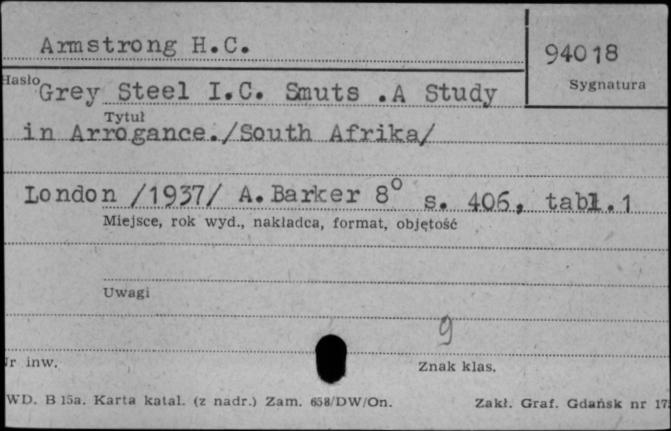 Armstrong H.C.
94018
Hasło
Sygnatura
Grey Steel I.C. Smuts .A Study
Tytuł
in Arrogance./South Afrika/
London /1937/ A.Barker 8° s. 406, tabl.1
Miejsce, rok wyd., nakładca, format, objętość
Uwagi
9
Nr inw.
Znak klas.
WD. B 15a. Karta katal. (z nadr.) Zam. 658/DW/On.
Zakł. Graf. Gdańsk nr